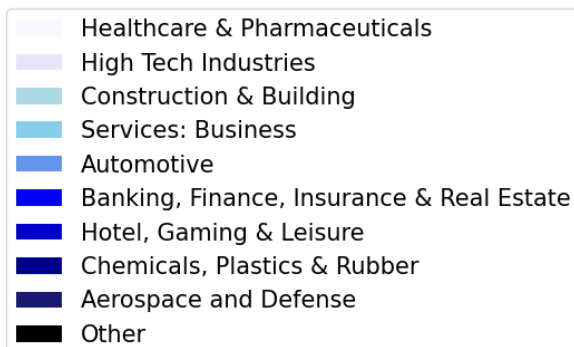 Healthcare & Pharmaceuticals
High Tech Industries
Construction & Building
Services: Business
Automotive
Banking, Finance, Insurance & Real Estate
Hotel, Gaming & Leisure
Chemicals, Plastics & Rubber
Aerospace and Defense
Other